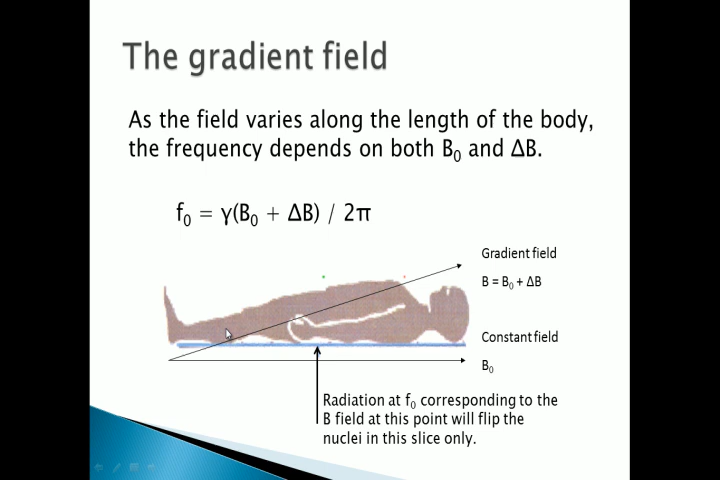 The gradient field
As the field varies along the length of the body,
the frequency depends on both B₀ and ΔB.
f₀ = γ(B₀ + ΔB) / 2π
Gradient field
B = B₀ + ΔB
Constant field
B₀
Radiation at f₀ corresponding to the
B field at this point will flip the
nuclei in this slice only.